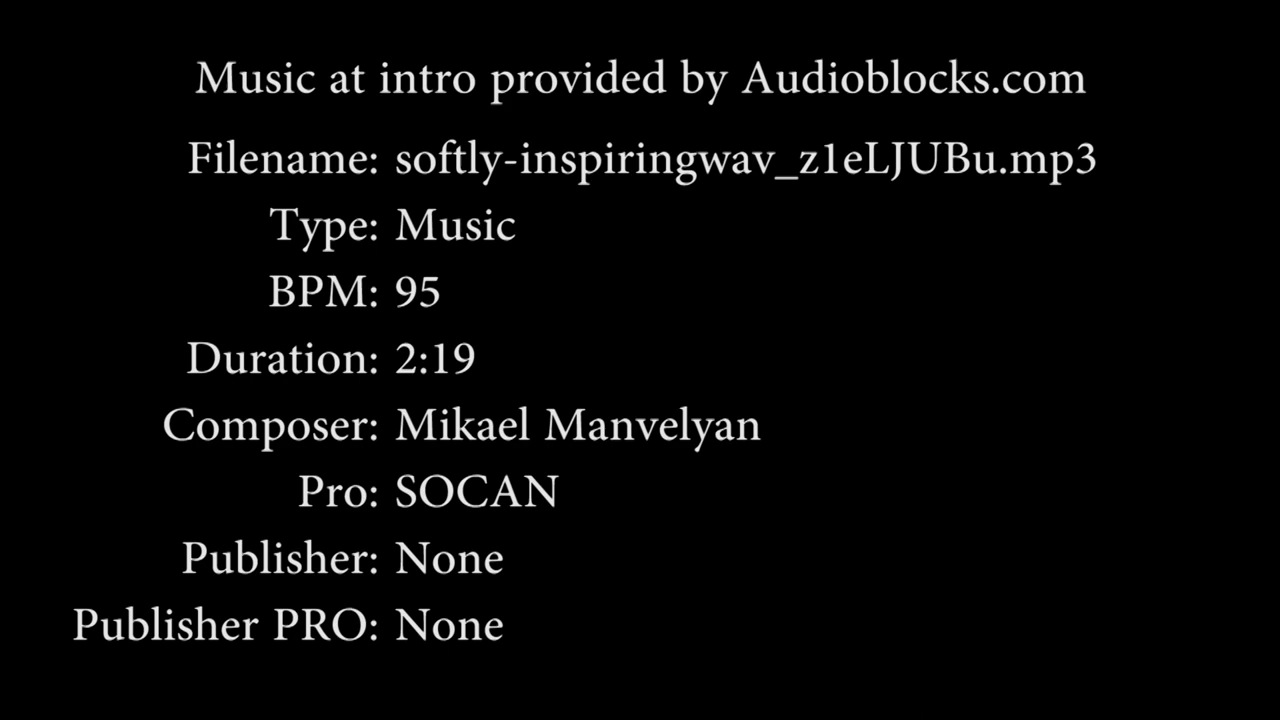 Music at intro provided by Audioblocks.com
Filename: softly-inspiringwav_z1eLJUBu.mp3
Type: Music
BPM: 95
Duration: 2:19
Composer: Mikael Manvelyan
Pro: SOCAN
Publisher: None
Publisher PRO: None